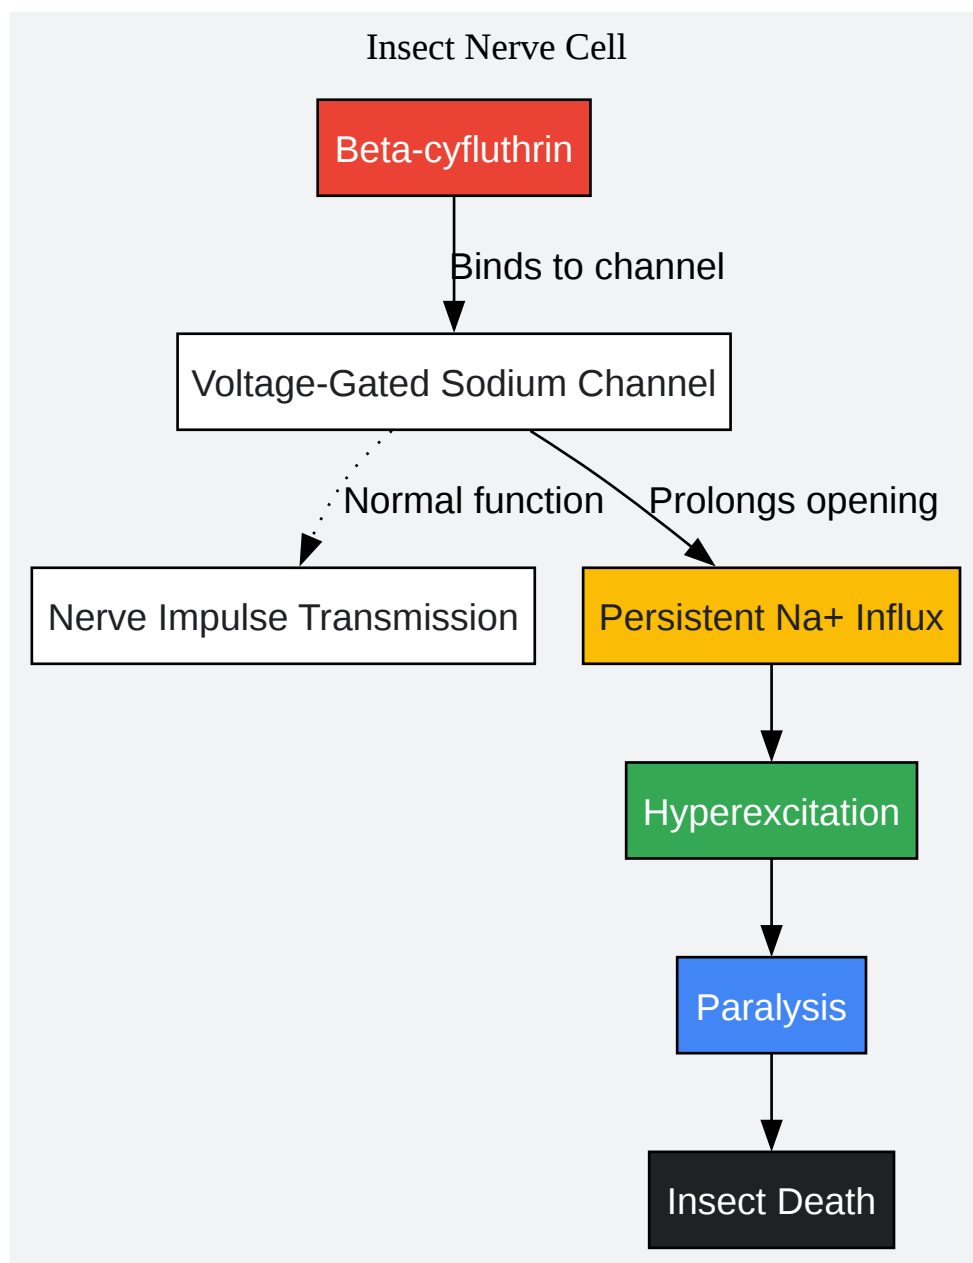 Insect Nerve Cell
Beta-cyfluthrin
Binds to channel
Voltage-Gated Sodium Channel
Normal function
Prolongs opening
Nerve Impulse Transmission
Persistent Na+ Influx
Hyperexcitation
Paralysis
Insect Death